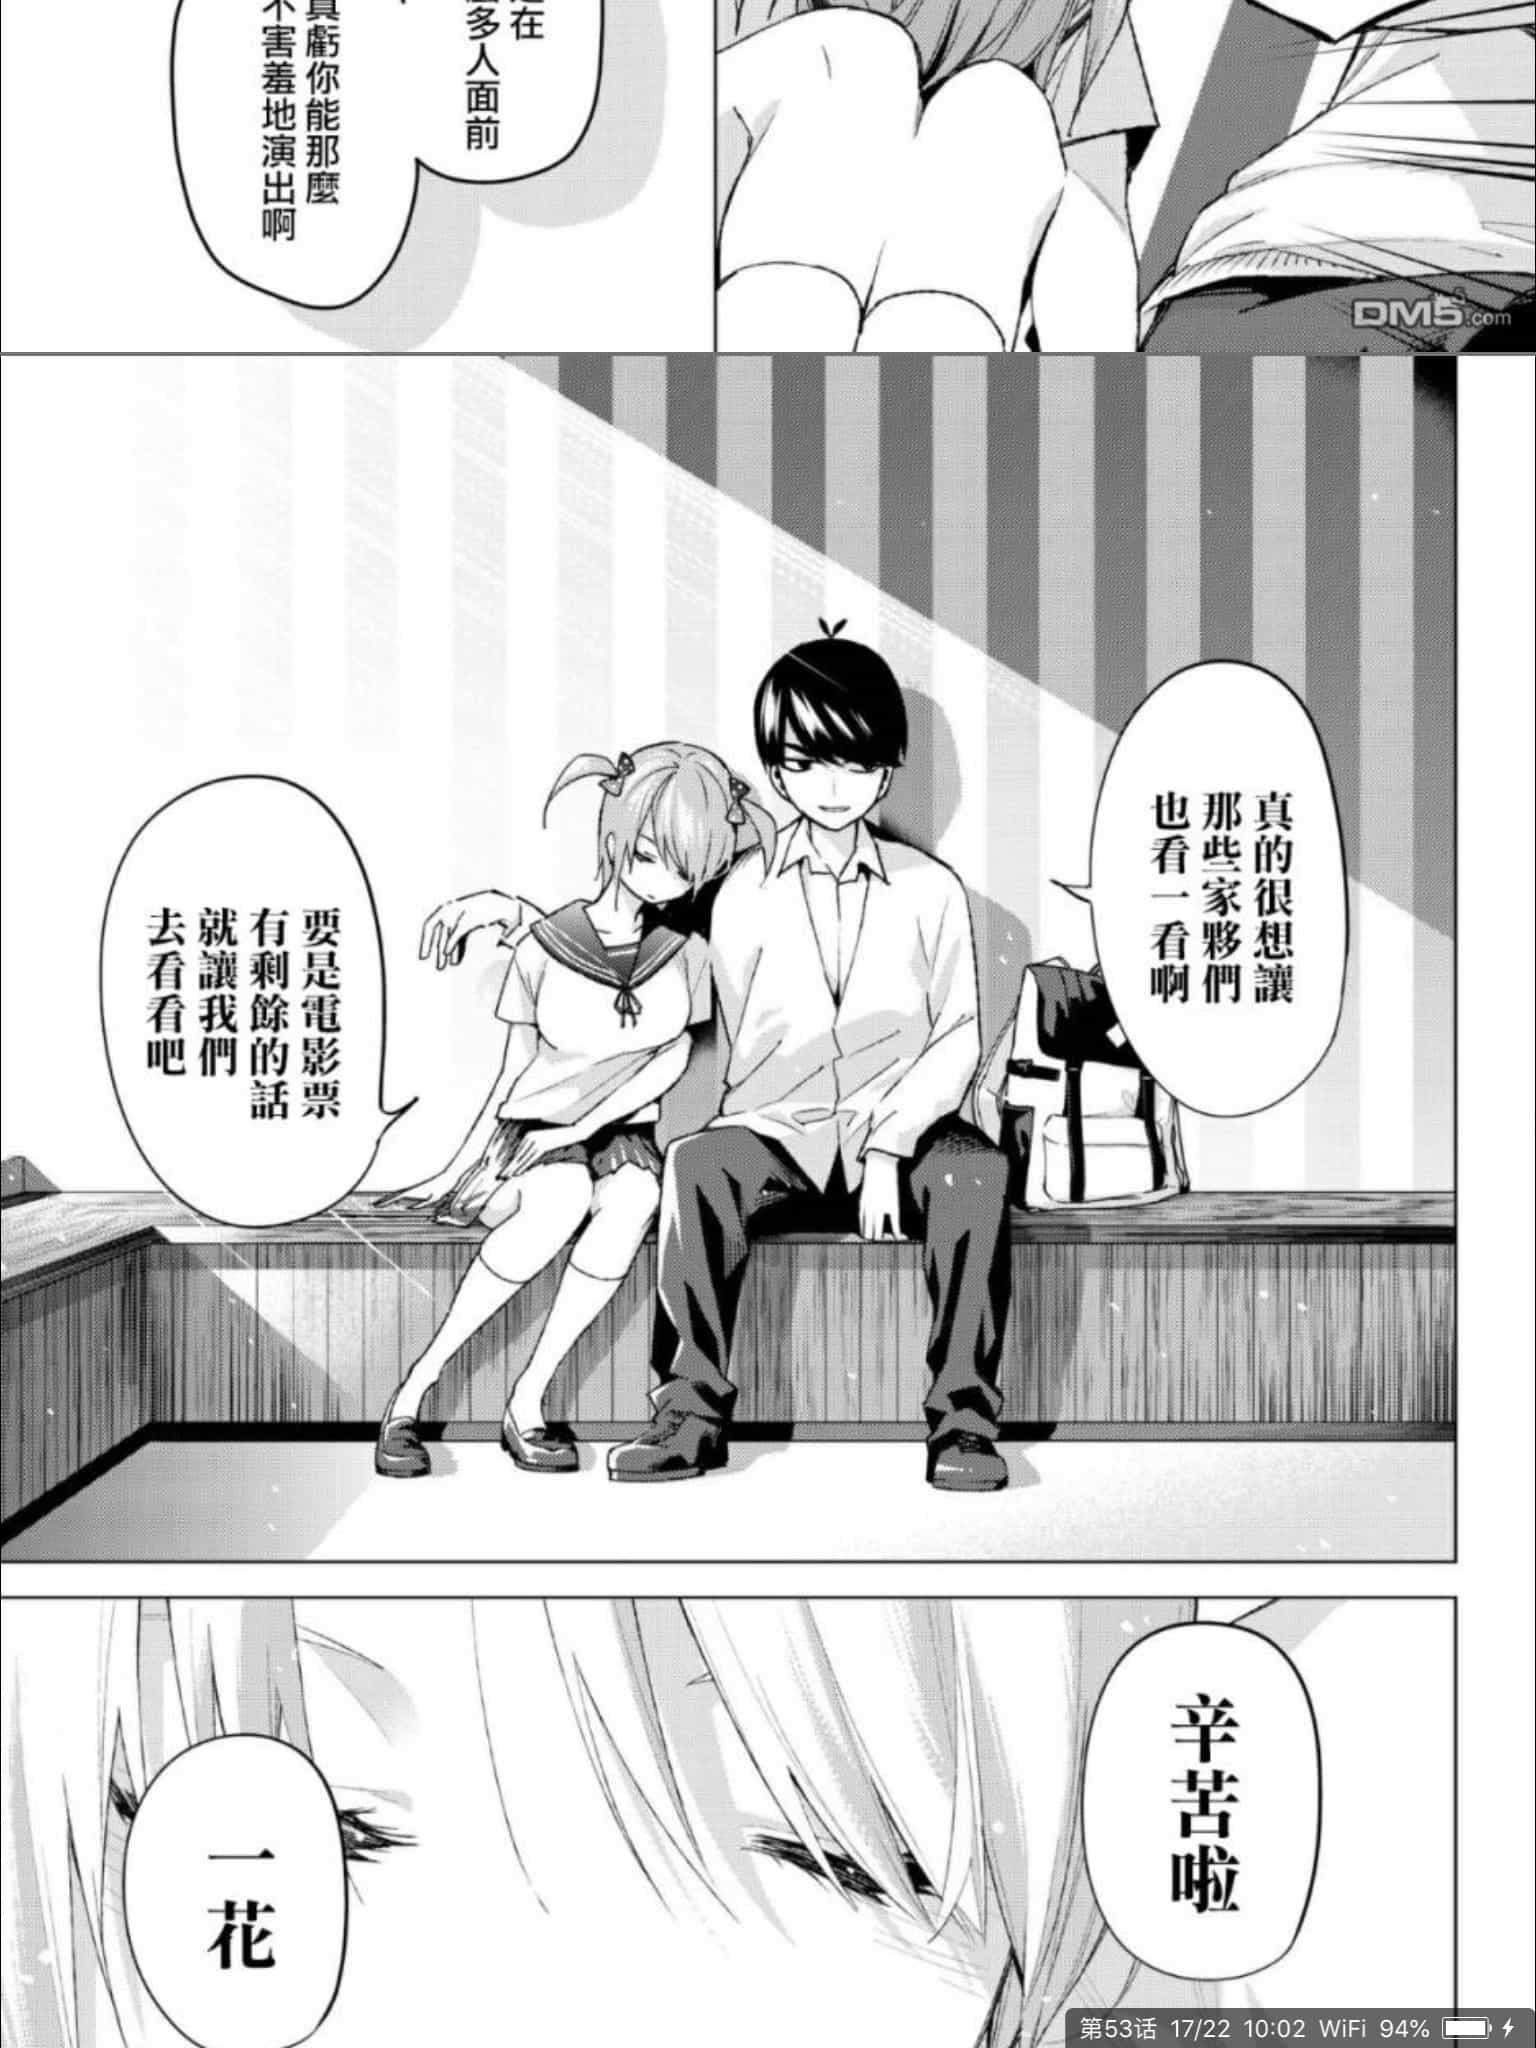 在
多人面前
真虧你能那麼
不害羞地演出啊
DM5.com
真的很想讓
那些家夥們
也看一看啊
要是電影票
有剩餘的話
就讓我們
去看看吧
辛苦啦
一花
第53话 17/22 10:02 WiFi 94%